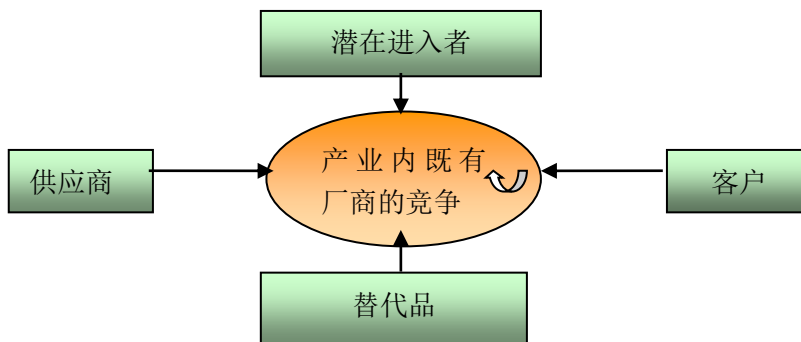 潜在进入者
供应商
产业内既有
厂商的竞争
客户
替代品